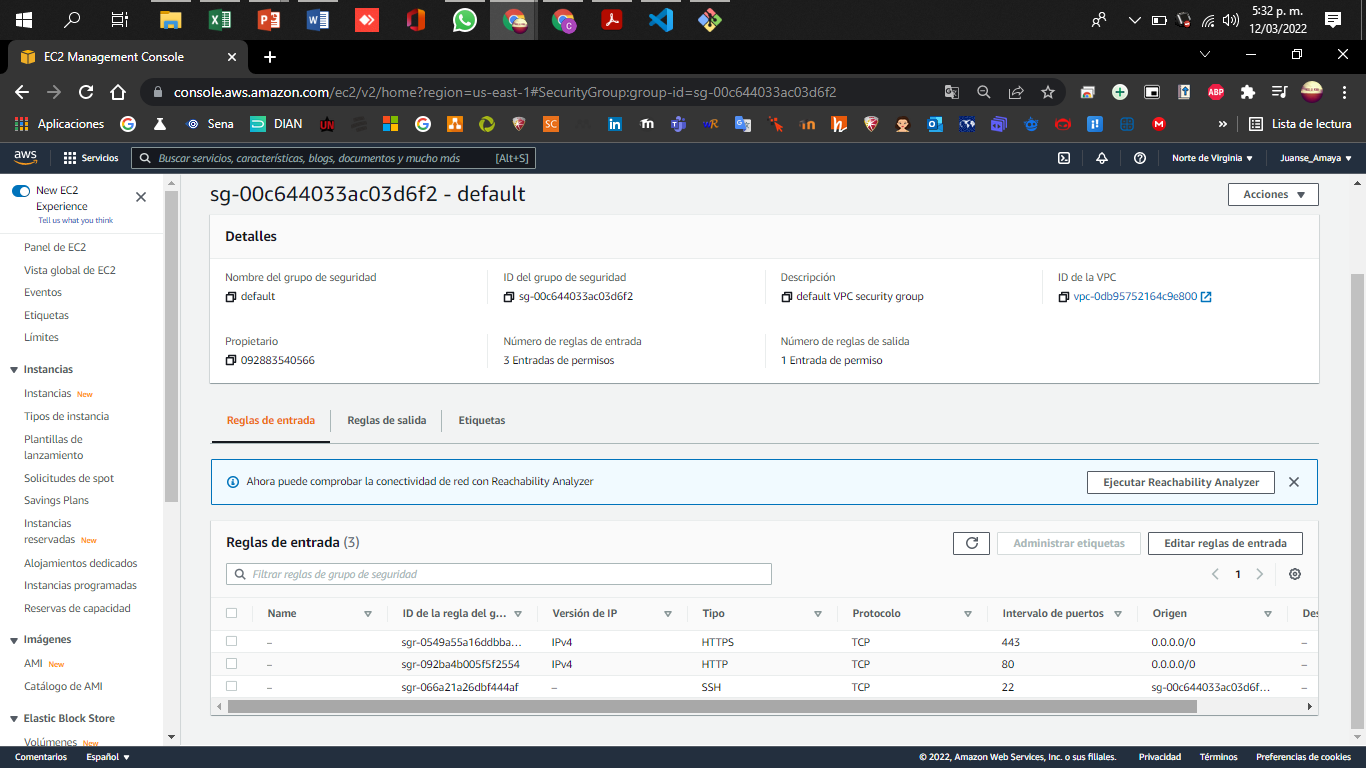 5:32 p. m.
12/03/2022
EC2 Management Console
console.aws.amazon.com/ec2/v2/home?region=us-east-1#SecurityGroup:group-id=sg-00c644033ac03d6f2
ABP
Aplicaciones
Sena
DIAN
UN
SC
Lista de lectura
aws
Servicios
Buscar servicios, características, blogs, documentos y mucho más
[Alt+S]
Norte de Virginia
Juanse_Amaya
New EC2
Experience
Tell us what you think
Panel de EC2
Vista global de EC2
Eventos
Etiquetas
Límites
Instancias
Instancias New
Tipos de instancia
Plantillas de
lanzamiento
Solicitudes de spot
Savings Plans
Instancias
reservadas New
Alojamientos dedicados
Instancias programadas
Reservas de capacidad
Imágenes
AMI New
Catálogo de AMI
Elastic Block Store
Volúmenes New
sg-00c644033ac03d6f2 - default
Acciones
Detalles
Nombre del grupo de seguridad
default
ID del grupo de seguridad
sg-00c644033ac03d6f2
Descripción
default VPC security group
ID de la VPC
vpc-0db95752164c9e800
Propietario
092883540566
Número de reglas de entrada
3 Entradas de permisos
Número de reglas de salida
1 Entrada de permiso
Reglas de entrada
Reglas de salida
Etiquetas
Ahora puede comprobar la conectividad de red con Reachability Analyzer
Ejecutar Reachability Analyzer
Reglas de entrada (3)
Administrar etiquetas
Editar reglas de entrada
Filtrar reglas de grupo de seguridad
1
Name ID de la regla del g... Versión de IP Tipo Protocolo Intervalo de puertos Origen Des
– sgr-0549a55a16ddbba... IPv4 HTTPS TCP 443 0.0.0.0/0 –
– sgr-092ba4b005f5f2554 IPv4 HTTP TCP 80 0.0.0.0/0 –
– sgr-066a21a26dbf444af – SSH TCP 22 sg-00c644033ac03d6f... –
Comentarios
Español
© 2022, Amazon Web Services, Inc. o sus filiales.
Privacidad
Términos
Preferencias de cookies